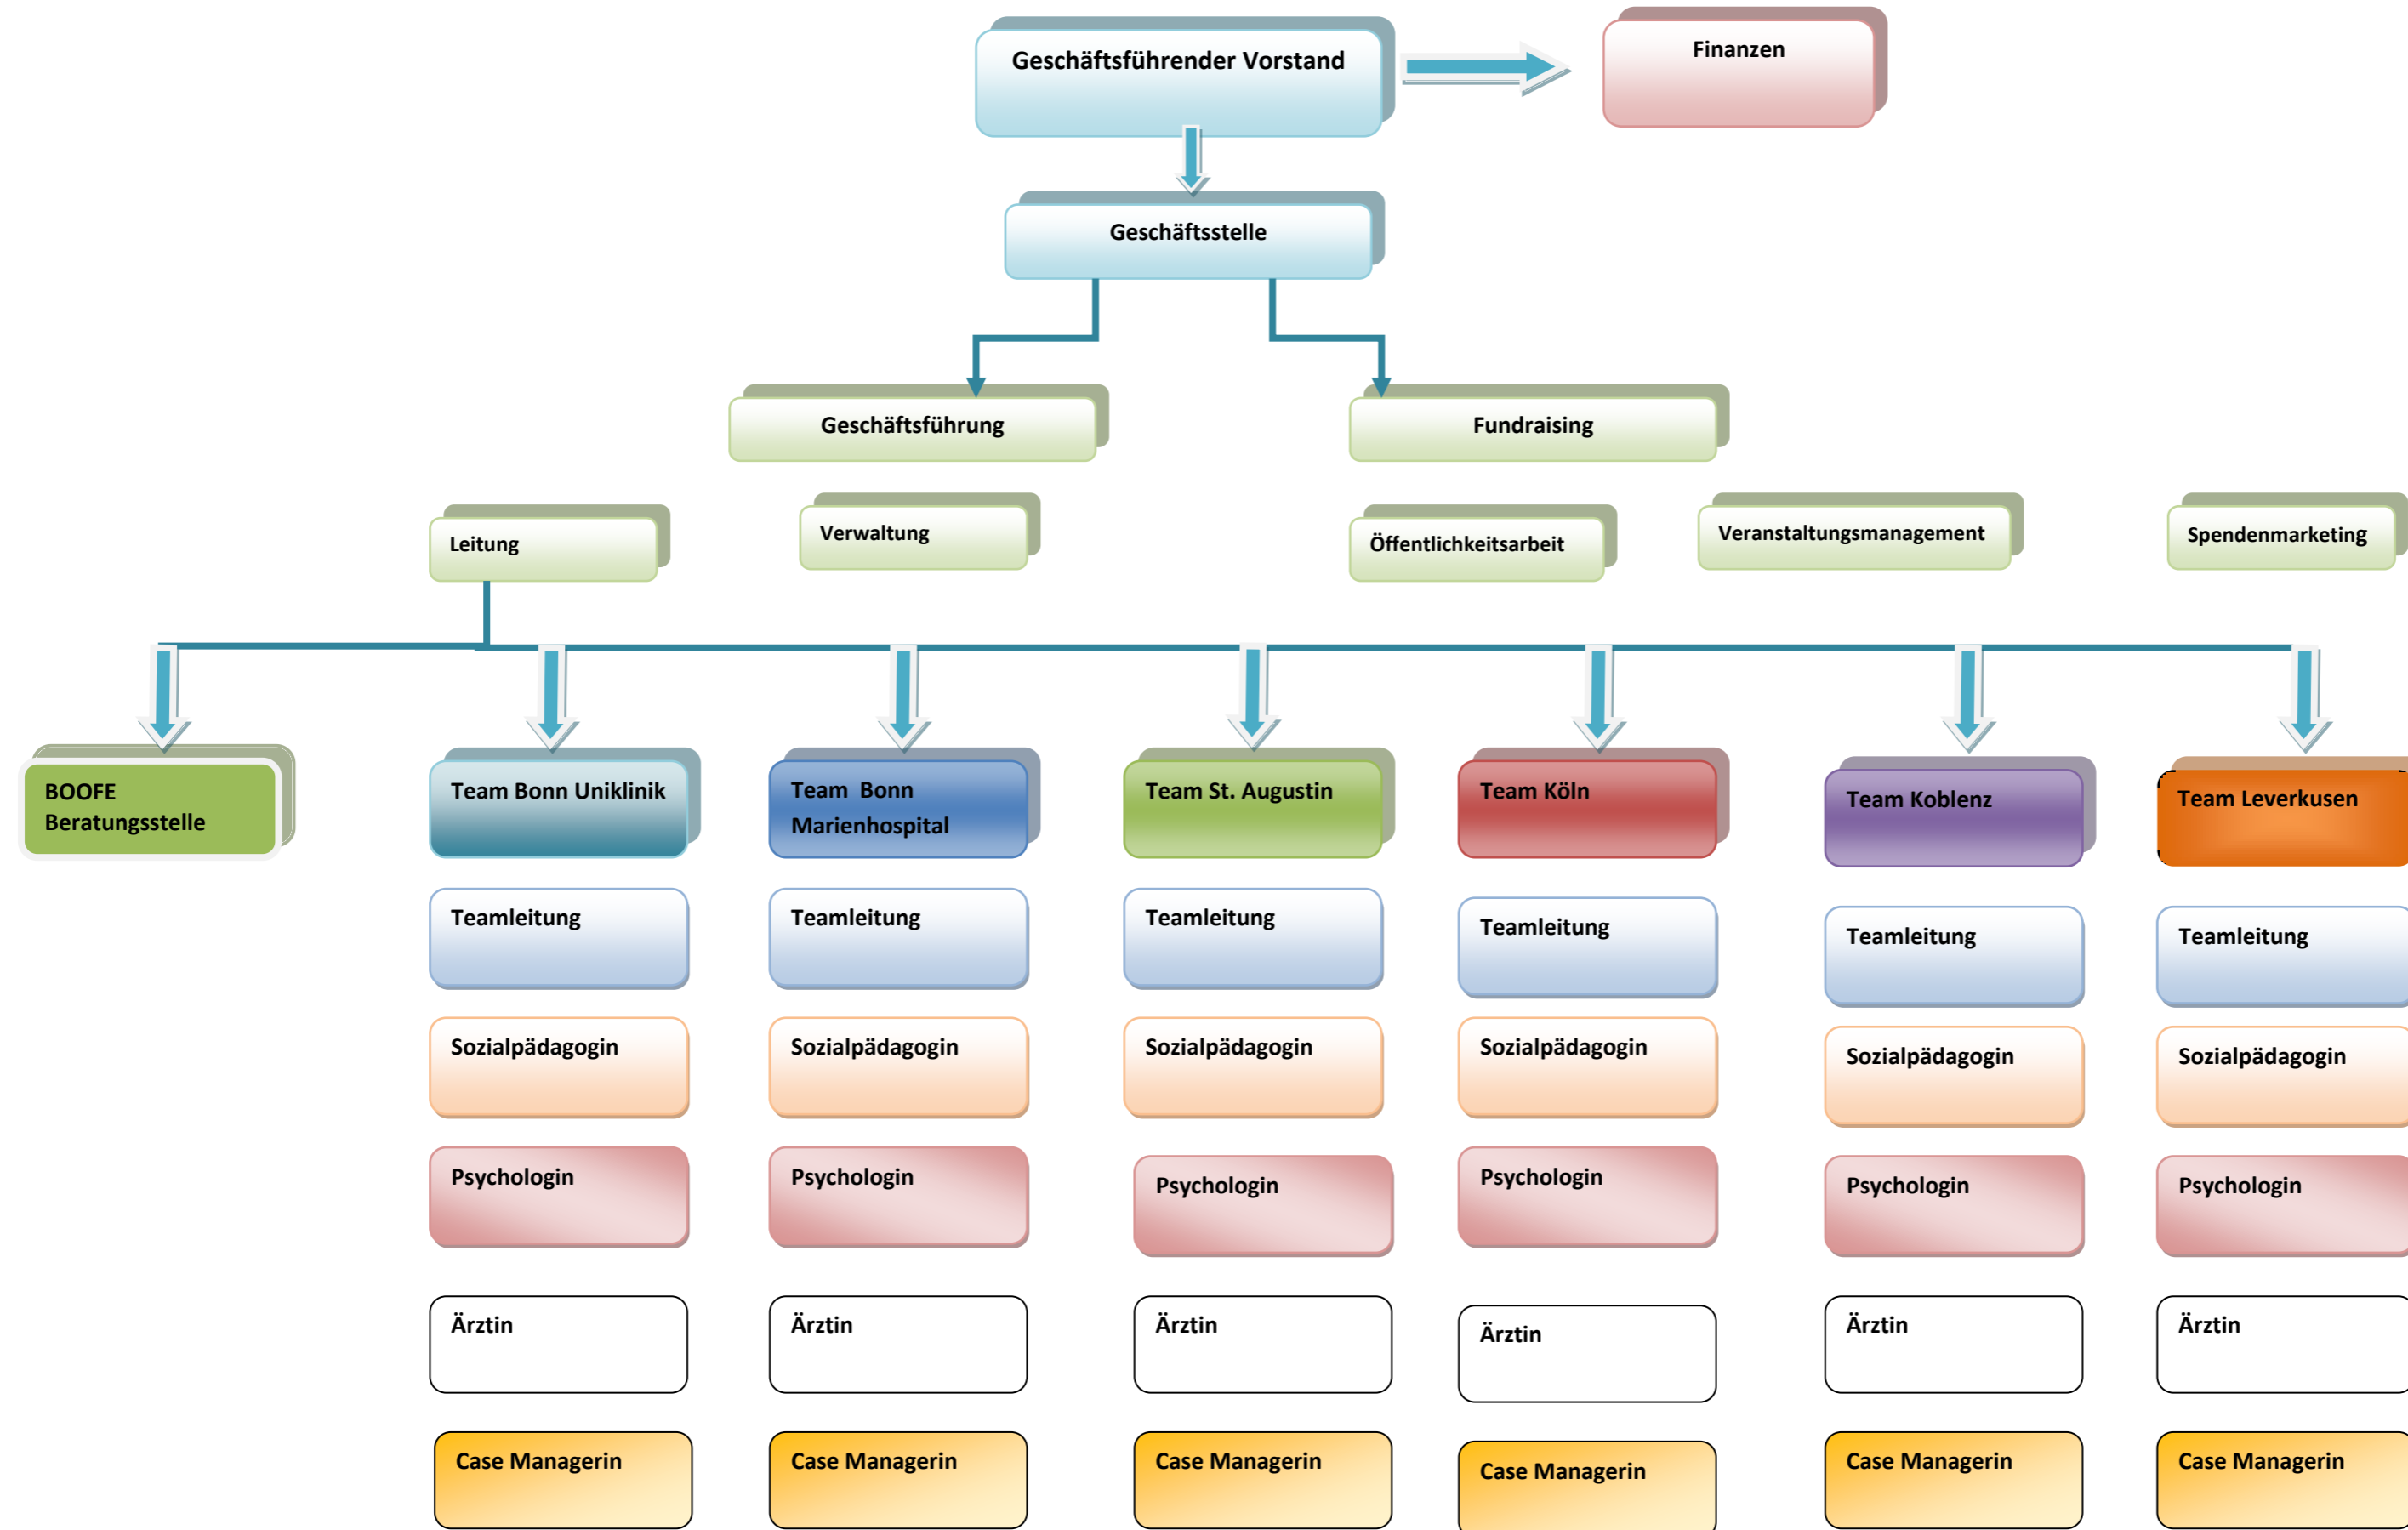 Geschäftsführender Vorstand
Finanzen
Geschäftsstelle
Geschäftsführung
Fundraising
Leitung
Verwaltung
Öffentlichkeitsarbeit
Veranstaltungsmanagement
Spendenmarketing
BOOFE
Beratungsstelle
Team Bonn Uniklinik
Team Bonn
Marienhospital
Team St. Augustin
Team Köln
Team Koblenz
Team Leverkusen
Teamleitung
Teamleitung
Teamleitung
Teamleitung
Teamleitung
Teamleitung
Sozialpädagogin
Sozialpädagogin
Sozialpädagogin
Sozialpädagogin
Sozialpädagogin
Sozialpädagogin
Psychologin
Psychologin
Psychologin
Psychologin
Psychologin
Psychologin
Ärztin
Ärztin
Ärztin
Ärztin
Ärztin
Ärztin
Case Managerin
Case Managerin
Case Managerin
Case Managerin
Case Managerin
Case Managerin